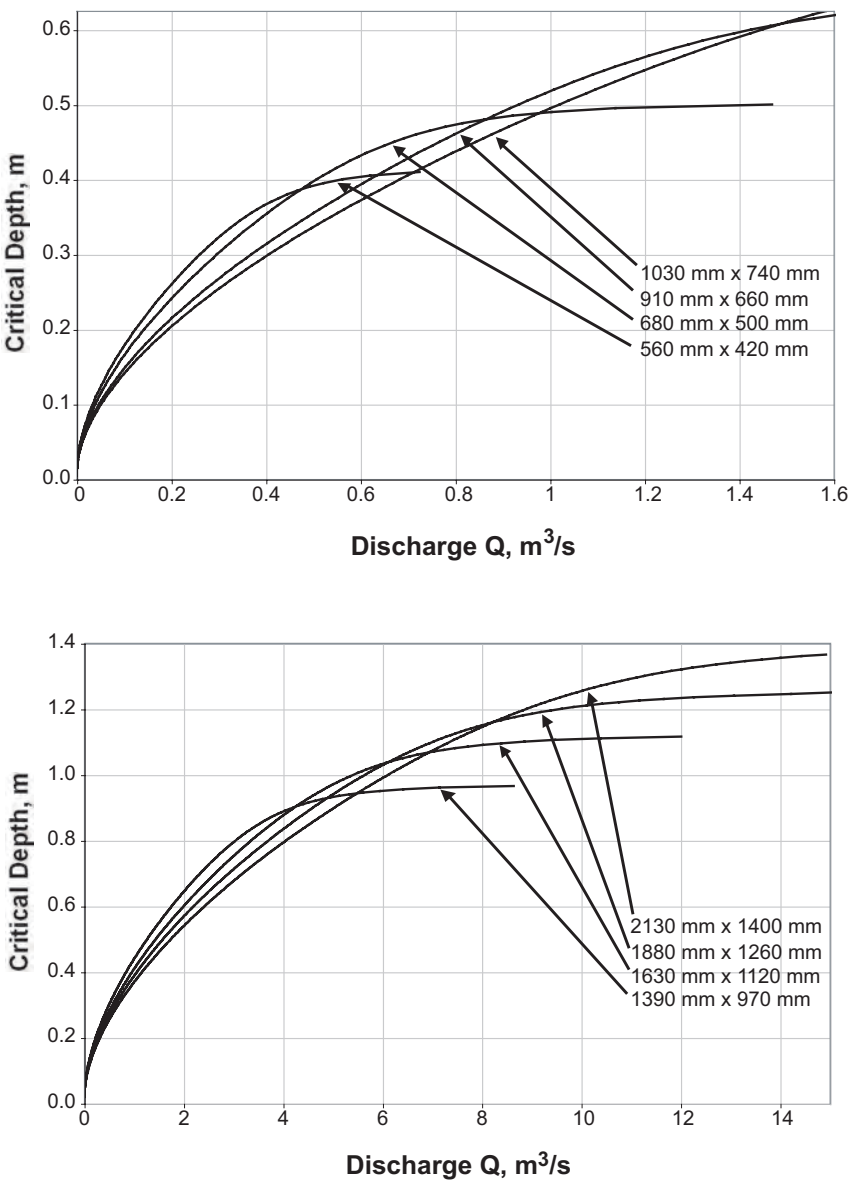 0.6
0.5
0.4
0.3
0.2
0.1
0.0
Critical Depth, m
1030 mm x 740 mm
910 mm x 660 mm
680 mm x 500 mm
560 mm x 420 mm
0 0.2 0.4 0.6 0.8 1 1.2 1.4 1.6
Discharge Q, m³/s
1.4
1.2
1.0
0.8
0.6
0.4
0.2
0.0
Critical Depth, m
2130 mm x 1400 mm
1880 mm x 1260 mm
1630 mm x 1120 mm
1390 mm x 970 mm
0 2 4 6 8 10 12 14
Discharge Q, m³/s